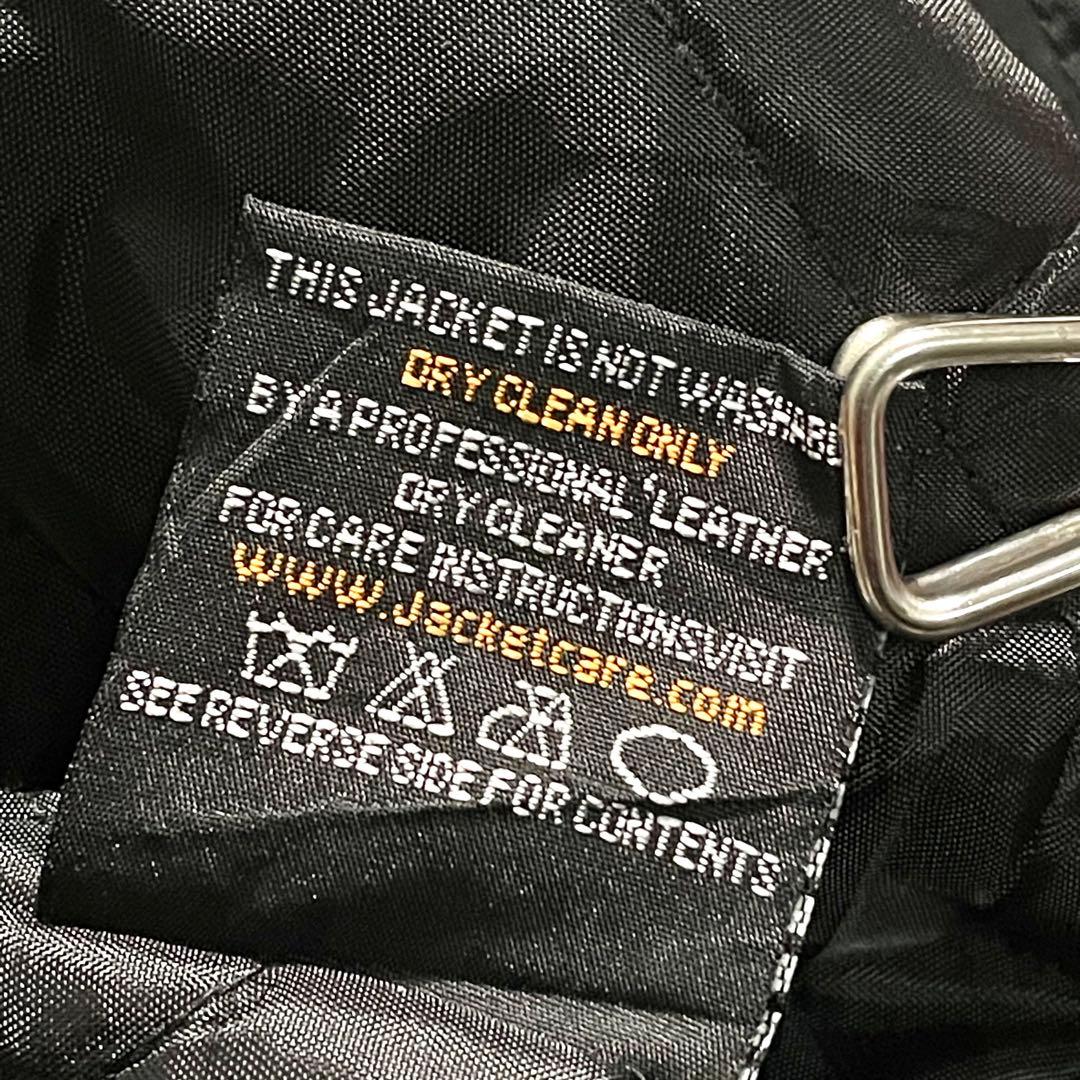 THIS JACKET IS NOT WASHABL
DRY CLEAN ONLY
BY A PROFESSIONAL 'LEATHER
DRY CLEANER
FOR CARE INSTRUCTIONS VISIT
www.Jacketcare.com
SEE REVERSE SIDE FOR CONTENTS